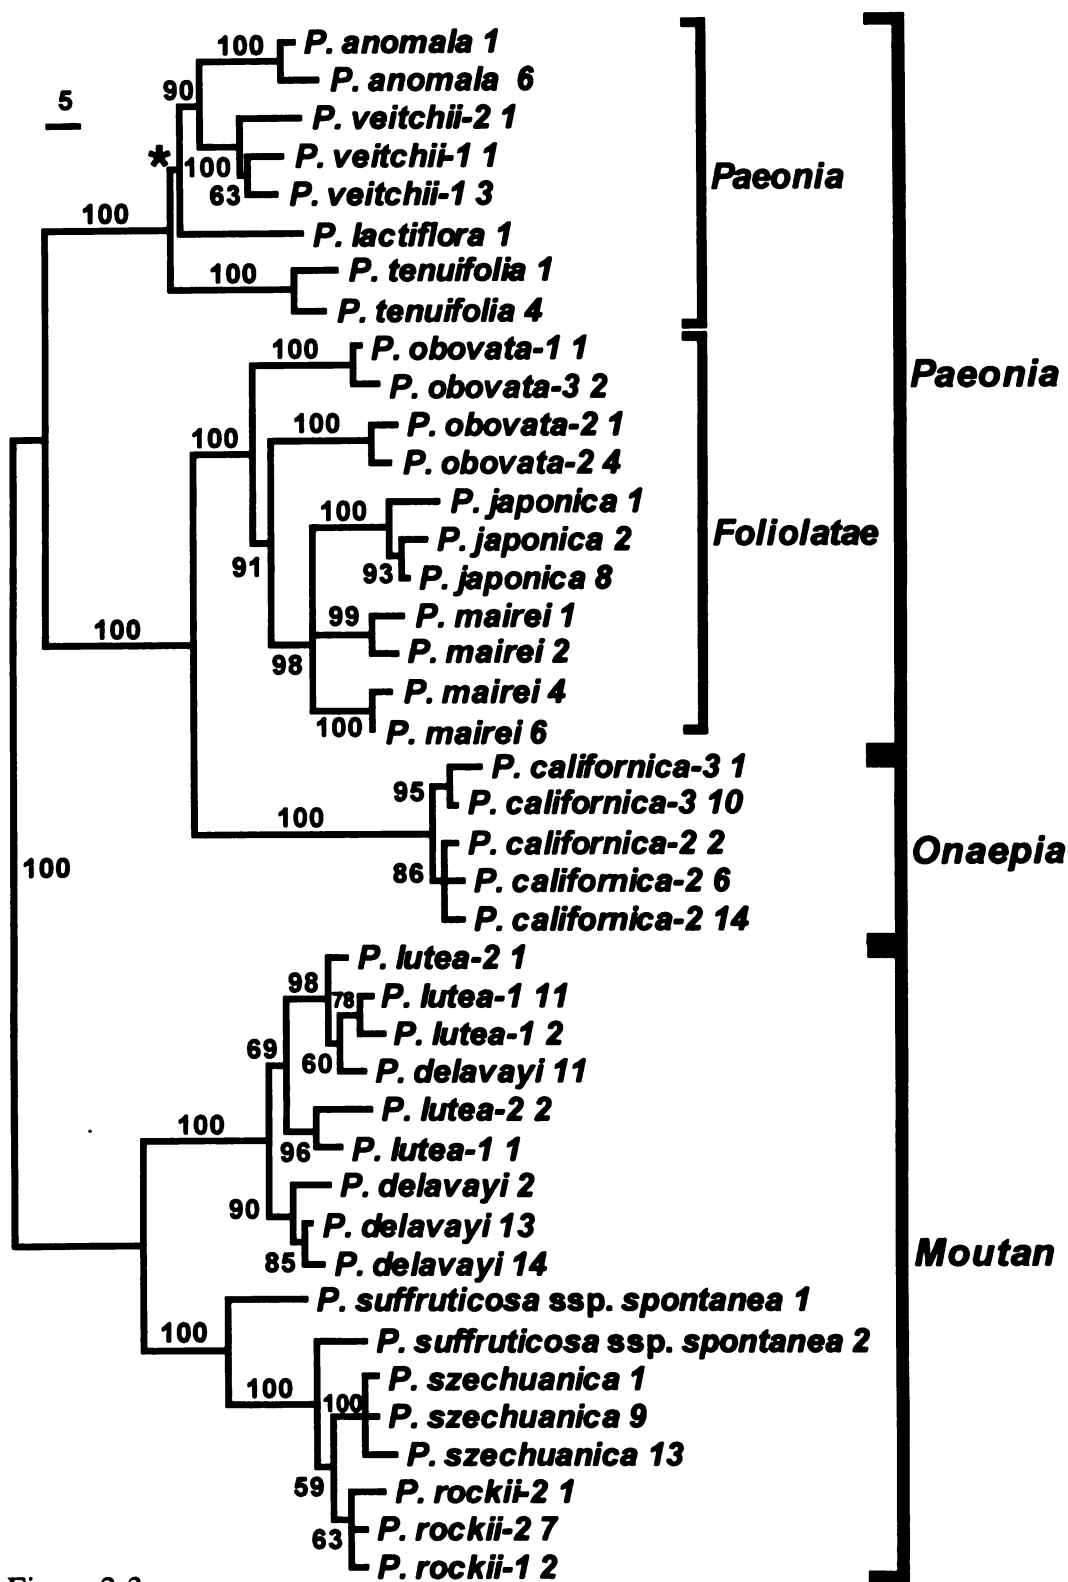 100 P. anomala 1
P. anomala 6
5
90
P. veitchii-2 1
*
100 P. veitchii-1 1
63 P. veitchii-1 3
Paeonia
100
P. lactiflora 1
100 P. tenuifolia 1
P. tenuifolia 4
100 P. obovata-1 1
P. obovata-3 2
Paeonia
100 P. obovata-2 1
100
P. obovata-2 4
P. japonica 1
100
P. japonica 2
Foliolatae
91
93 P. japonica 8
99 P. mairei 1
100
P. mairei 2
98
P. mairei 4
100 P. mairei 6
P. californica-3 1
95
P. californica-3 10
100
P. californica-2 2
Onaepia
100
86 P. californica-2 6
P. californica-2 14
P. lutea-2 1
98
78 P. lutea-1 11
P. lutea-1 2
69
60 P. delavayi 11
P. lutea-2 2
100
96 P. lutea-1 1
P. delavayi 2
90
P. delavayi 13
Moutan
85 P. delavayi 14
P. suffruticosa ssp. spontanea 1
100
P. suffruticosa ssp. spontanea 2
P. szechuanica 1
100
100 P. szechuanica 9
P. szechuanica 13
59
P. rockii-2 1
P. rockii-2 7
63
P. rockii-1 2